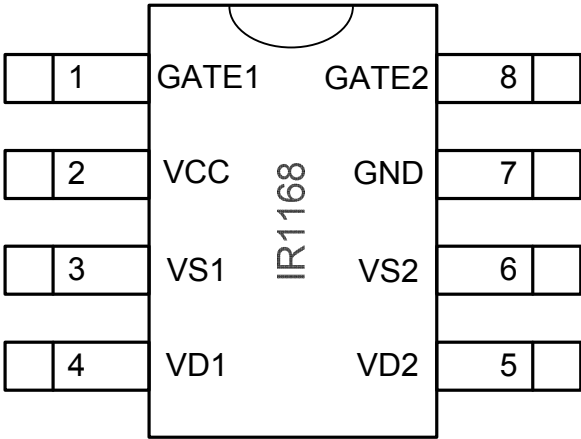 1 GATE1 GATE2 8
2 VCC GND 7
IR1168
3 VS1 VS2 6
4 VD1 VD2 5